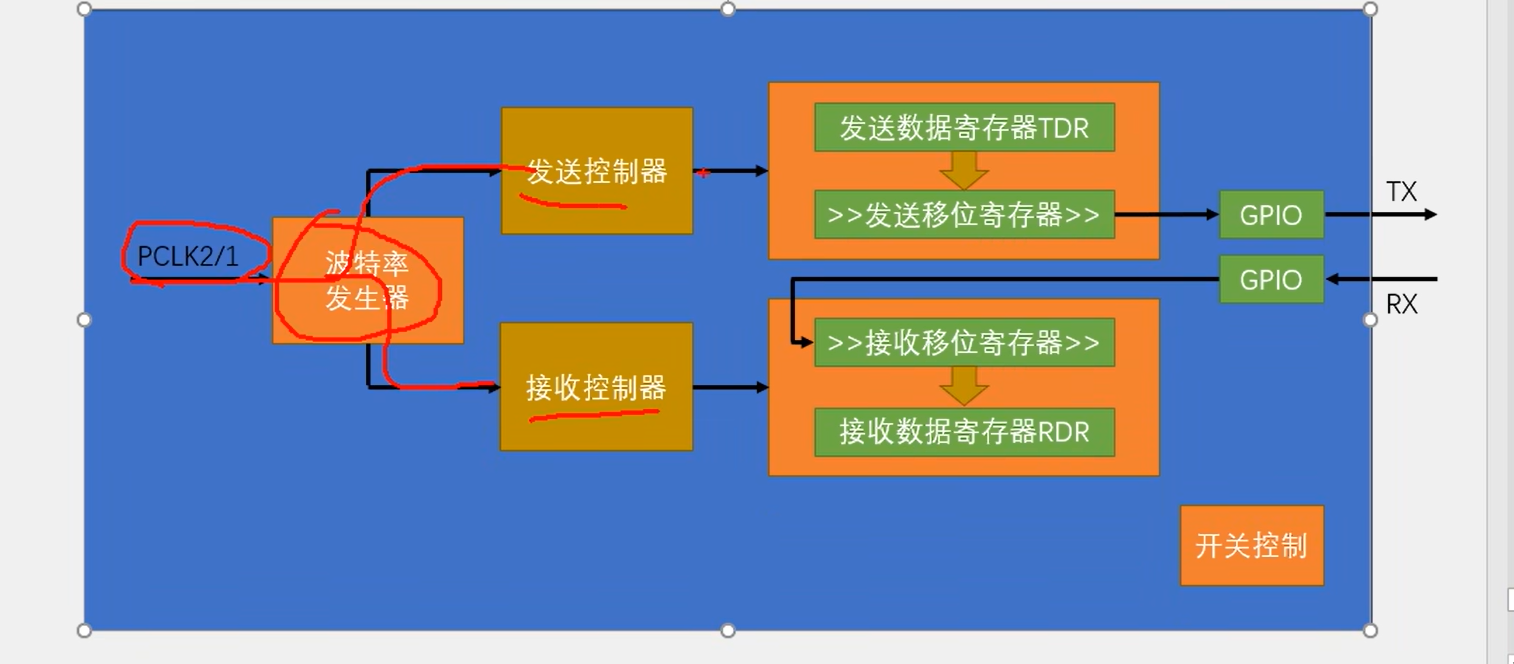 发送数据寄存器TDR
发送控制器
TX
>>发送移位寄存器>>
GPIO
PCLK2/1
波特率
发生器
GPIO
RX
>>接收移位寄存器>>
接收控制器
接收数据寄存器RDR
开关控制